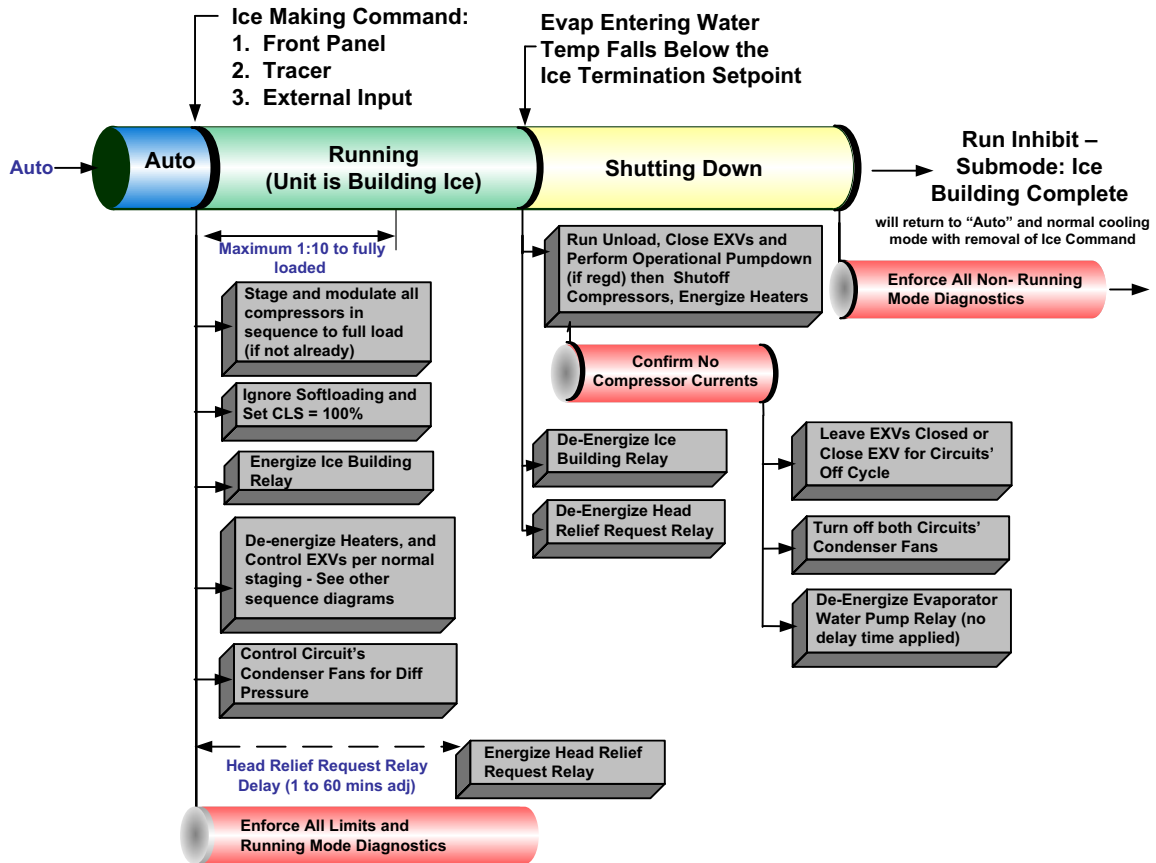 Ice Making Command:
1. Front Panel
2. Tracer
3. External Input
Evap Entering Water
Temp Falls Below the
Ice Termination Setpoint
Auto
Auto
Running
(Unit is Building Ice)
Shutting Down
Run Inhibit –
Submode: Ice
Building Complete
will return to “Auto” and normal cooling
mode with removal of Ice Command
Maximum 1:10 to fully
loaded
Stage and modulate all
compressors in
sequence to full load
(if not already)
Ignore Softloading and
Set CLS = 100%
Energize Ice Building
Relay
De-energize Heaters, and
Control EXVs per normal
staging - See other
sequence diagrams
Control Circuit’s
Condenser Fans for Diff
Pressure
Head Relief Request Relay
Delay (1 to 60 mins adj)
Energize Head Relief
Request Relay
Enforce All Limits and
Running Mode Diagnostics
Run Unload, Close EXVs and
Perform Operational Pumpdown
(if regd) then Shutoff
Compressors, Energize Heaters
Confirm No
Compressor Currents
De-Energize Ice
Building Relay
De-Energize Head
Relief Request Relay
Leave EXVs Closed or
Close EXV for Circuits’
Off Cycle
Turn off both Circuits’
Condenser Fans
De-Energize Evaporator
Water Pump Relay (no
delay time applied)
Enforce All Non- Running
Mode Diagnostics